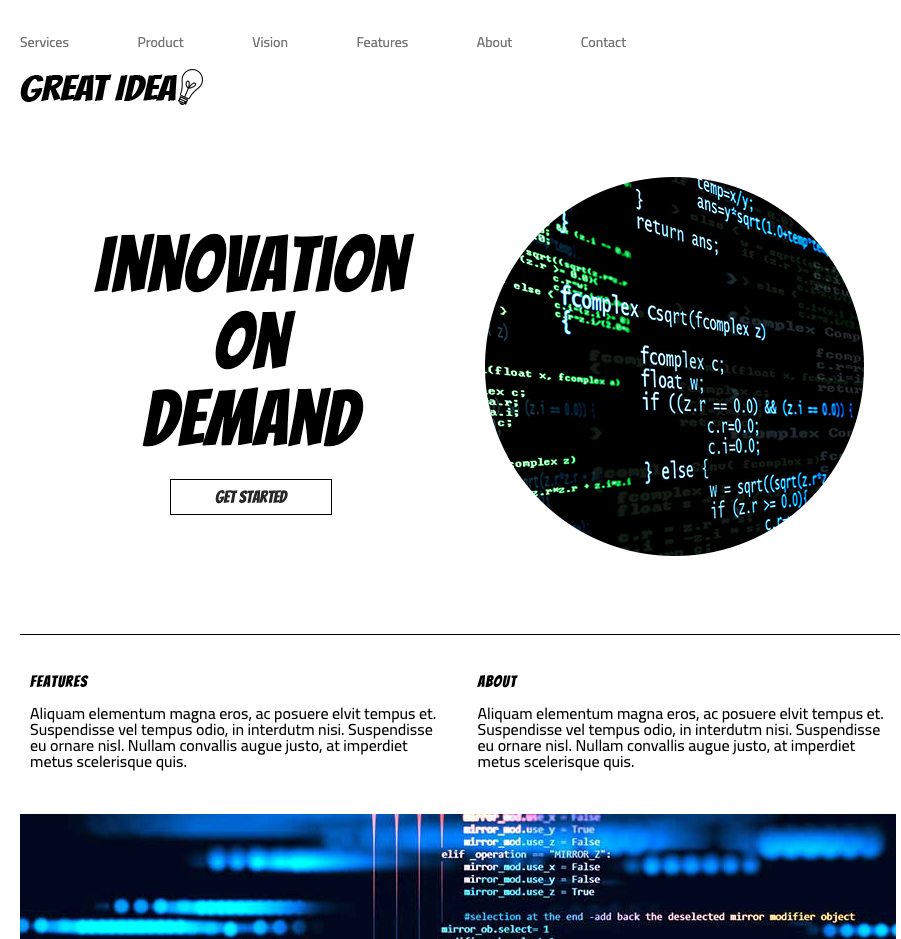 Services Product Vision Features About Contact
GREAT IDEA
INNOVATION
ON
DEMAND
GET STARTED
temp=x/y;
ans=y*sqrt(1.0+temp*temp
}
return ans;
else {
fcomplex Csqrt(fcomplex z)
{
fcomplex c;
float w;
if ((z.r == 0.0) && (z.i == 0.0)) {
c.r=0.0;
c.i=0.0;
} else {
w = sqrt((sqrt(z.r*z
if (z.r >= 0.0){
(float x, fcomplex a)
omplex z)
z.r*z.r + z.i*z.i
FEATURES
Aliquam elementum magna eros, ac posuere elvit tempus et.
Suspendisse vel tempus odio, in interdutm nisi. Suspendisse
eu ornare nisl. Nullam convallis augue justo, at imperdiet
metus scelerisque quis.
ABOUT
Aliquam elementum magna eros, ac posuere elvit tempus et.
Suspendisse vel tempus odio, in interdutm nisi. Suspendisse
eu ornare nisl. Nullam convallis augue justo, at imperdiet
metus scelerisque quis.
mirror_mod.use_x = False
mirror_mod.use_y = True
mirror_mod.use_z = False
elif _operation == "MIRROR_Z":
mirror_mod.use_x = False
mirror_mod.use_y = False
mirror_mod.use_z = True
#selection at the end -add back the deselected mirror modifier object
mirror_ob.select= 1